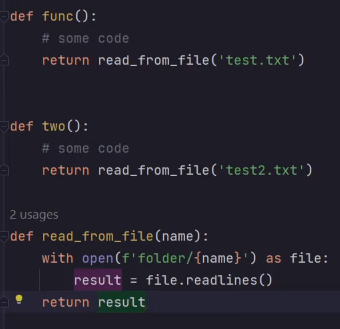 def func():
    # some code
    return read_from_file('test.txt')
def two():
    # some code
    return read_from_file('test2.txt')
2 usages
def read_from_file(name):
    with open(f'folder/{name}') as file:
        result = file.readlines()
    return result